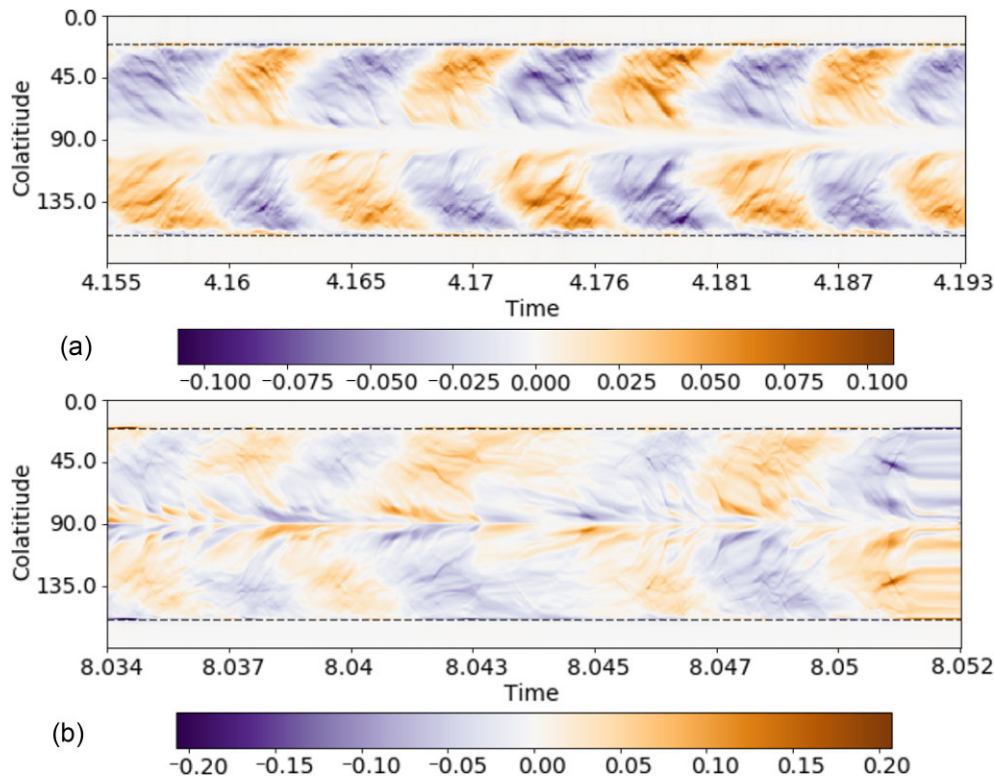 0.0
45.0
90.0
135.0
Colatitiude
4.155 4.16 4.165 4.17 4.176 4.181 4.187 4.193
Time
(a)
−0.100 −0.075 −0.050 −0.025 0.000 0.025 0.050 0.075 0.100
0.0
45.0
90.0
135.0
Colatitiude
8.034 8.037 8.04 8.043 8.045 8.047 8.05 8.052
Time
(b)
−0.20 −0.15 −0.10 −0.05 0.00 0.05 0.10 0.15 0.20